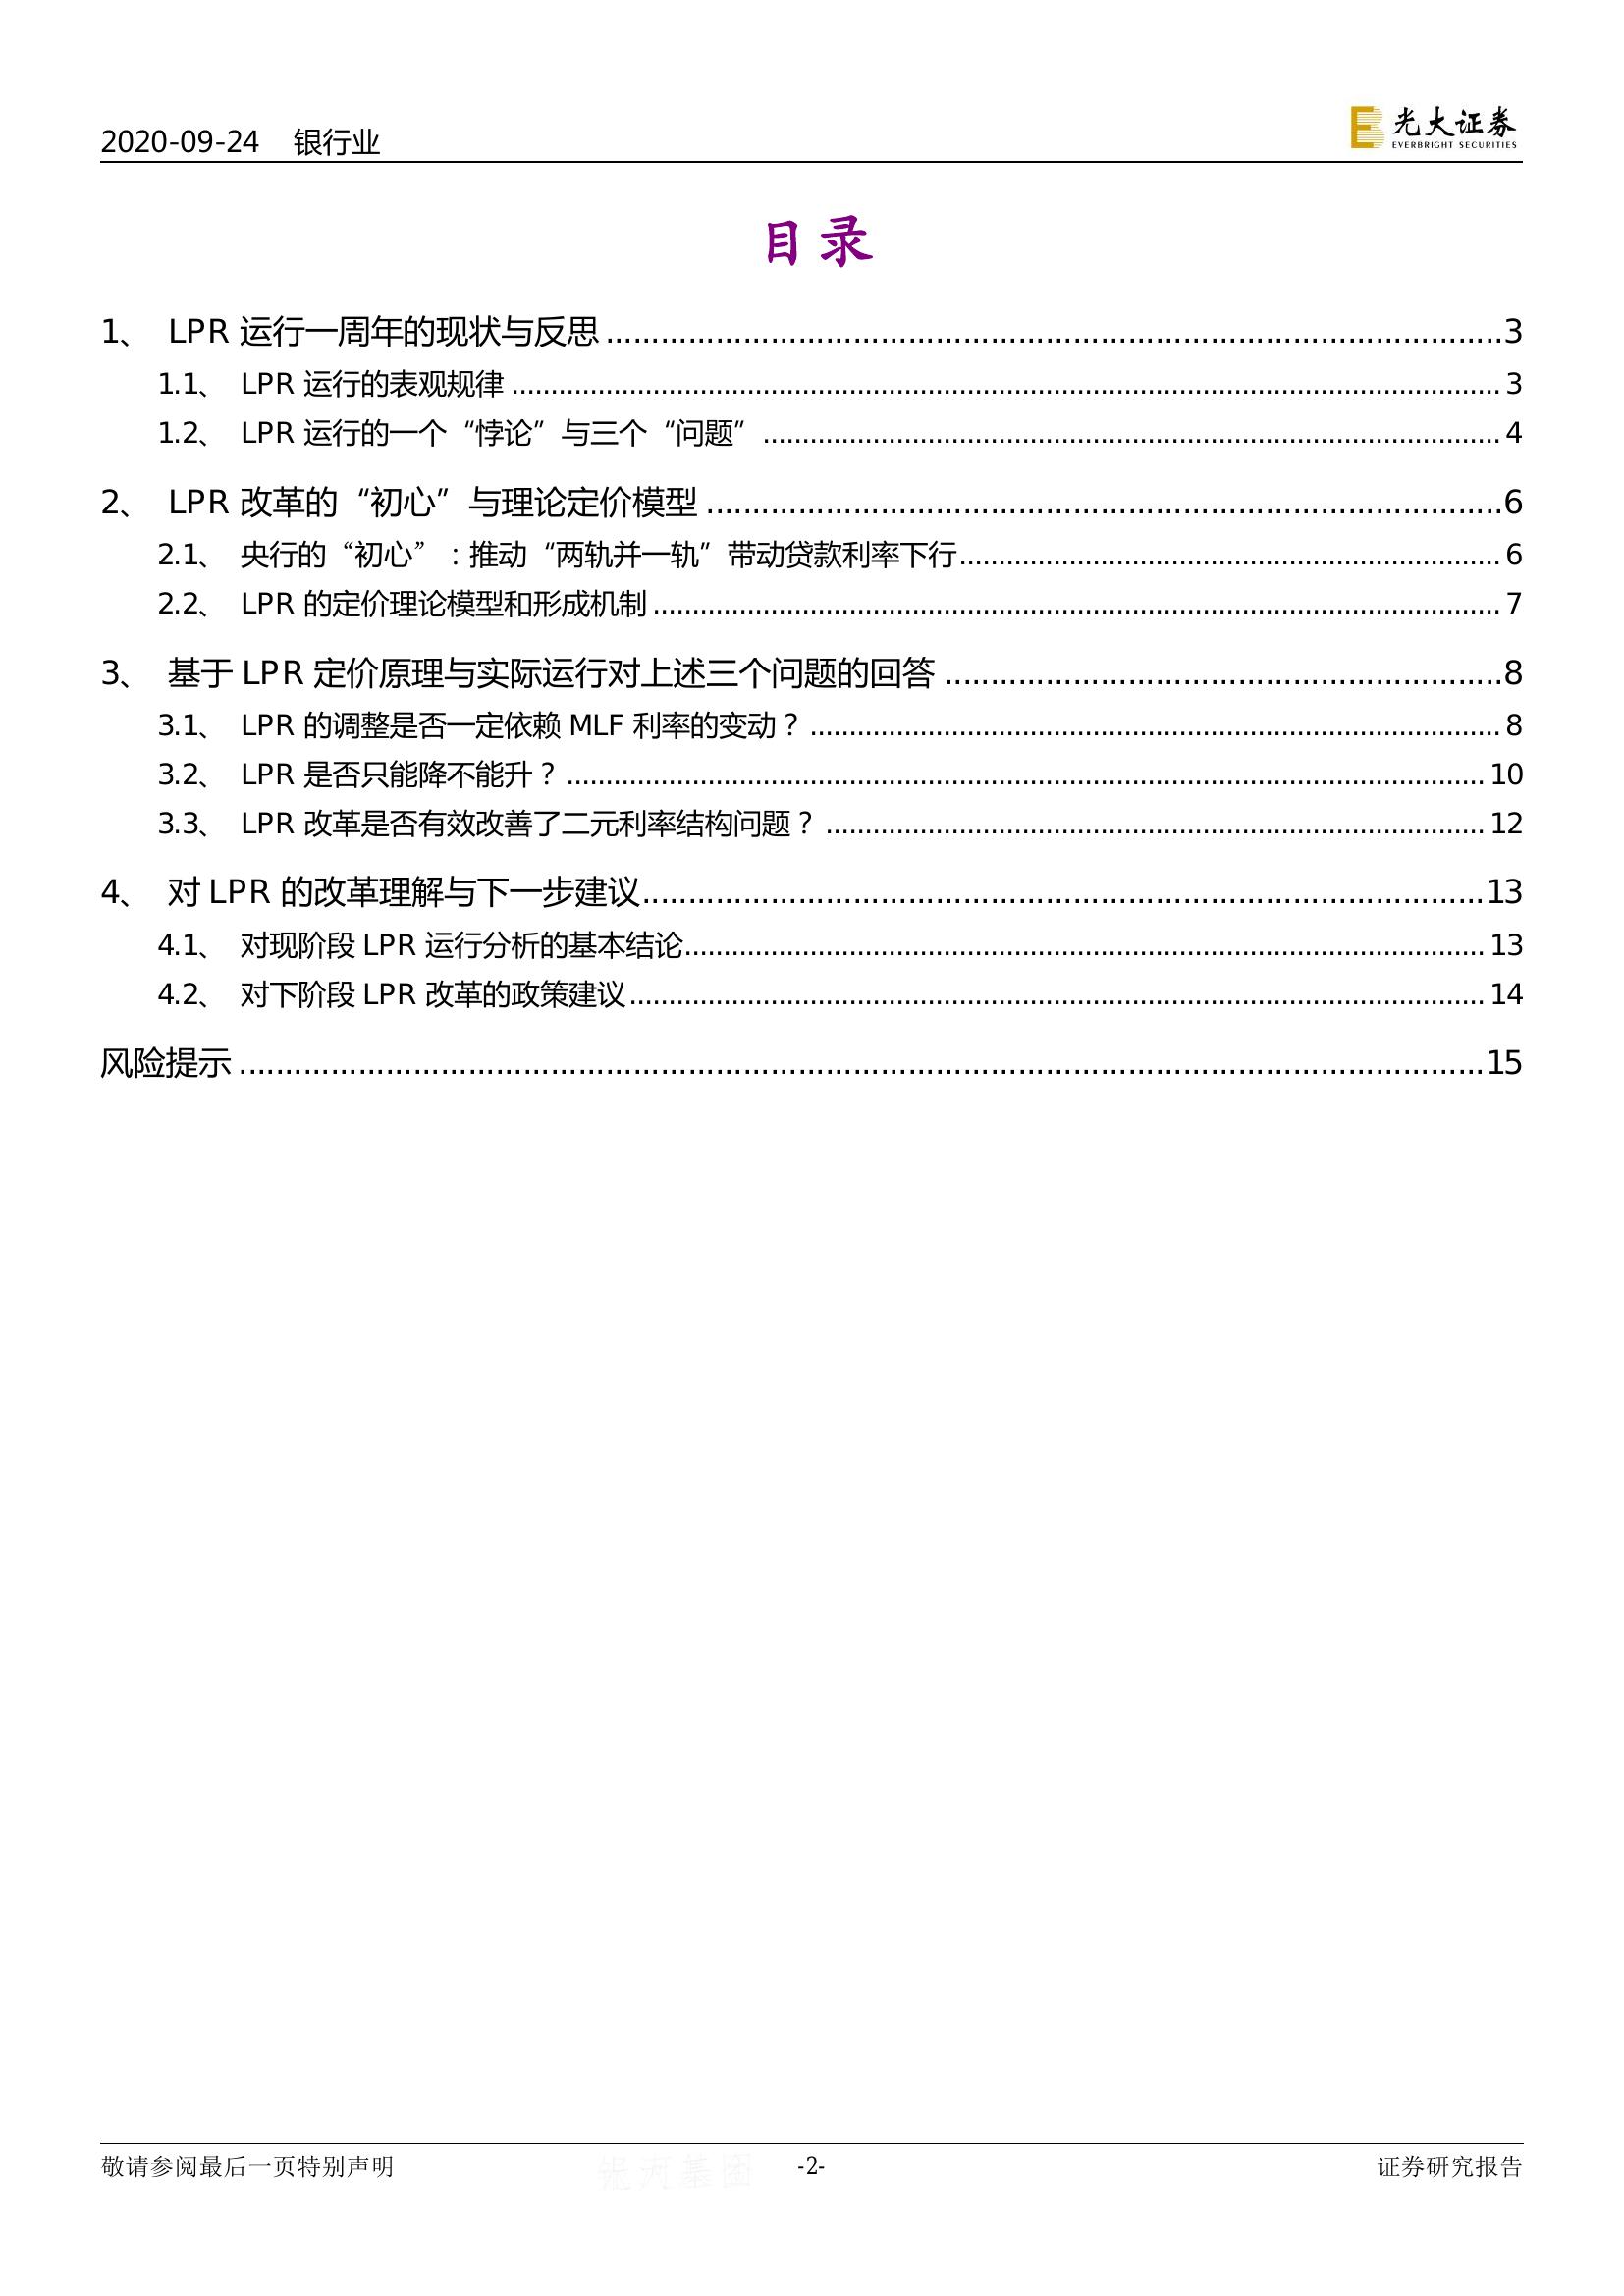 2020-09-24 银行业
光大证券
EVERBRIGHT SECURITIES
目录
1、 LPR 运行一周年的现状与反思 ........ 3
1.1、 LPR 运行的表观规律 ........ 3
1.2、 LPR 运行的一个“悖论”与三个“问题” ........ 4
2、 LPR 改革的“初心”与理论定价模型 ........ 6
2.1、 央行的“初心”：推动“两轨并一轨”带动贷款利率下行 ........ 6
2.2、 LPR 的定价理论模型和形成机制 ........ 7
3、 基于 LPR 定价原理与实际运行对上述三个问题的回答 ........ 8
3.1、 LPR 的调整是否一定依赖 MLF 利率的变动？ ........ 8
3.2、 LPR 是否只能降不能升？ ........ 10
3.3、 LPR 改革是否有效改善了二元利率结构问题？ ........ 12
4、 对 LPR 的改革理解与下一步建议 ........ 13
4.1、 对现阶段 LPR 运行分析的基本结论 ........ 13
4.2、 对下阶段 LPR 改革的政策建议 ........ 14
风险提示 ........ 15
敬请参阅最后一页特别声明 -2- 证券研究报告